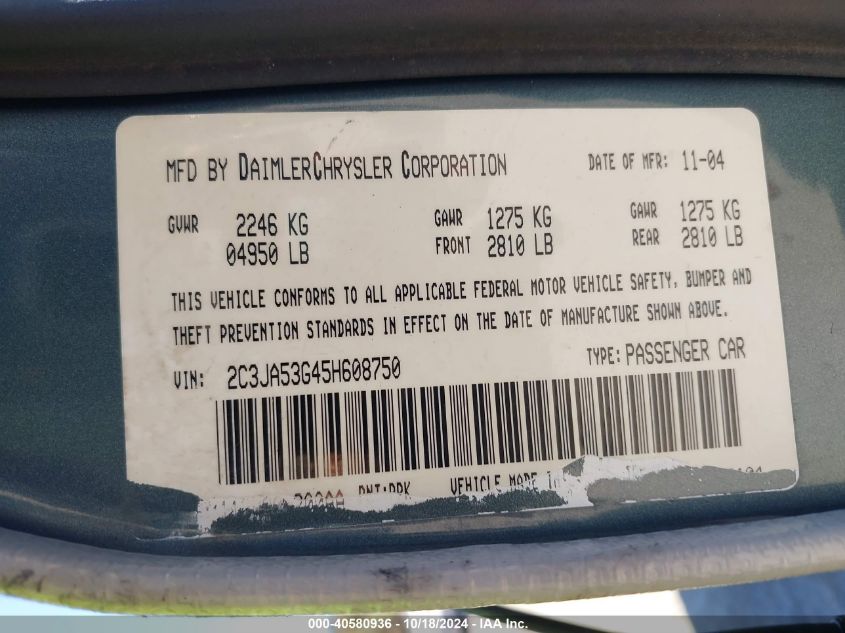 MFD BY DAIMLERCHRYSLER CORPORATION DATE OF MFR: 11-04
GVWR 2246 KG GAWR 1275 KG GAWR 1275 KG
04950 LB FRONT 2810 LB REAR 2810 LB
THIS VEHICLE CONFORMS TO ALL APPLICABLE FEDERAL MOTOR VEHICLE SAFETY, BUMPER AND
THEFT PREVENTION STANDARDS IN EFFECT ON THE DATE OF MANUFACTURE SHOWN ABOVE.
VIN: 2C3JA53G45H608750 TYPE: PASSENGER CAR
VEHICLE MADE
000-40580936 - 10/18/2024 - IAA Inc.